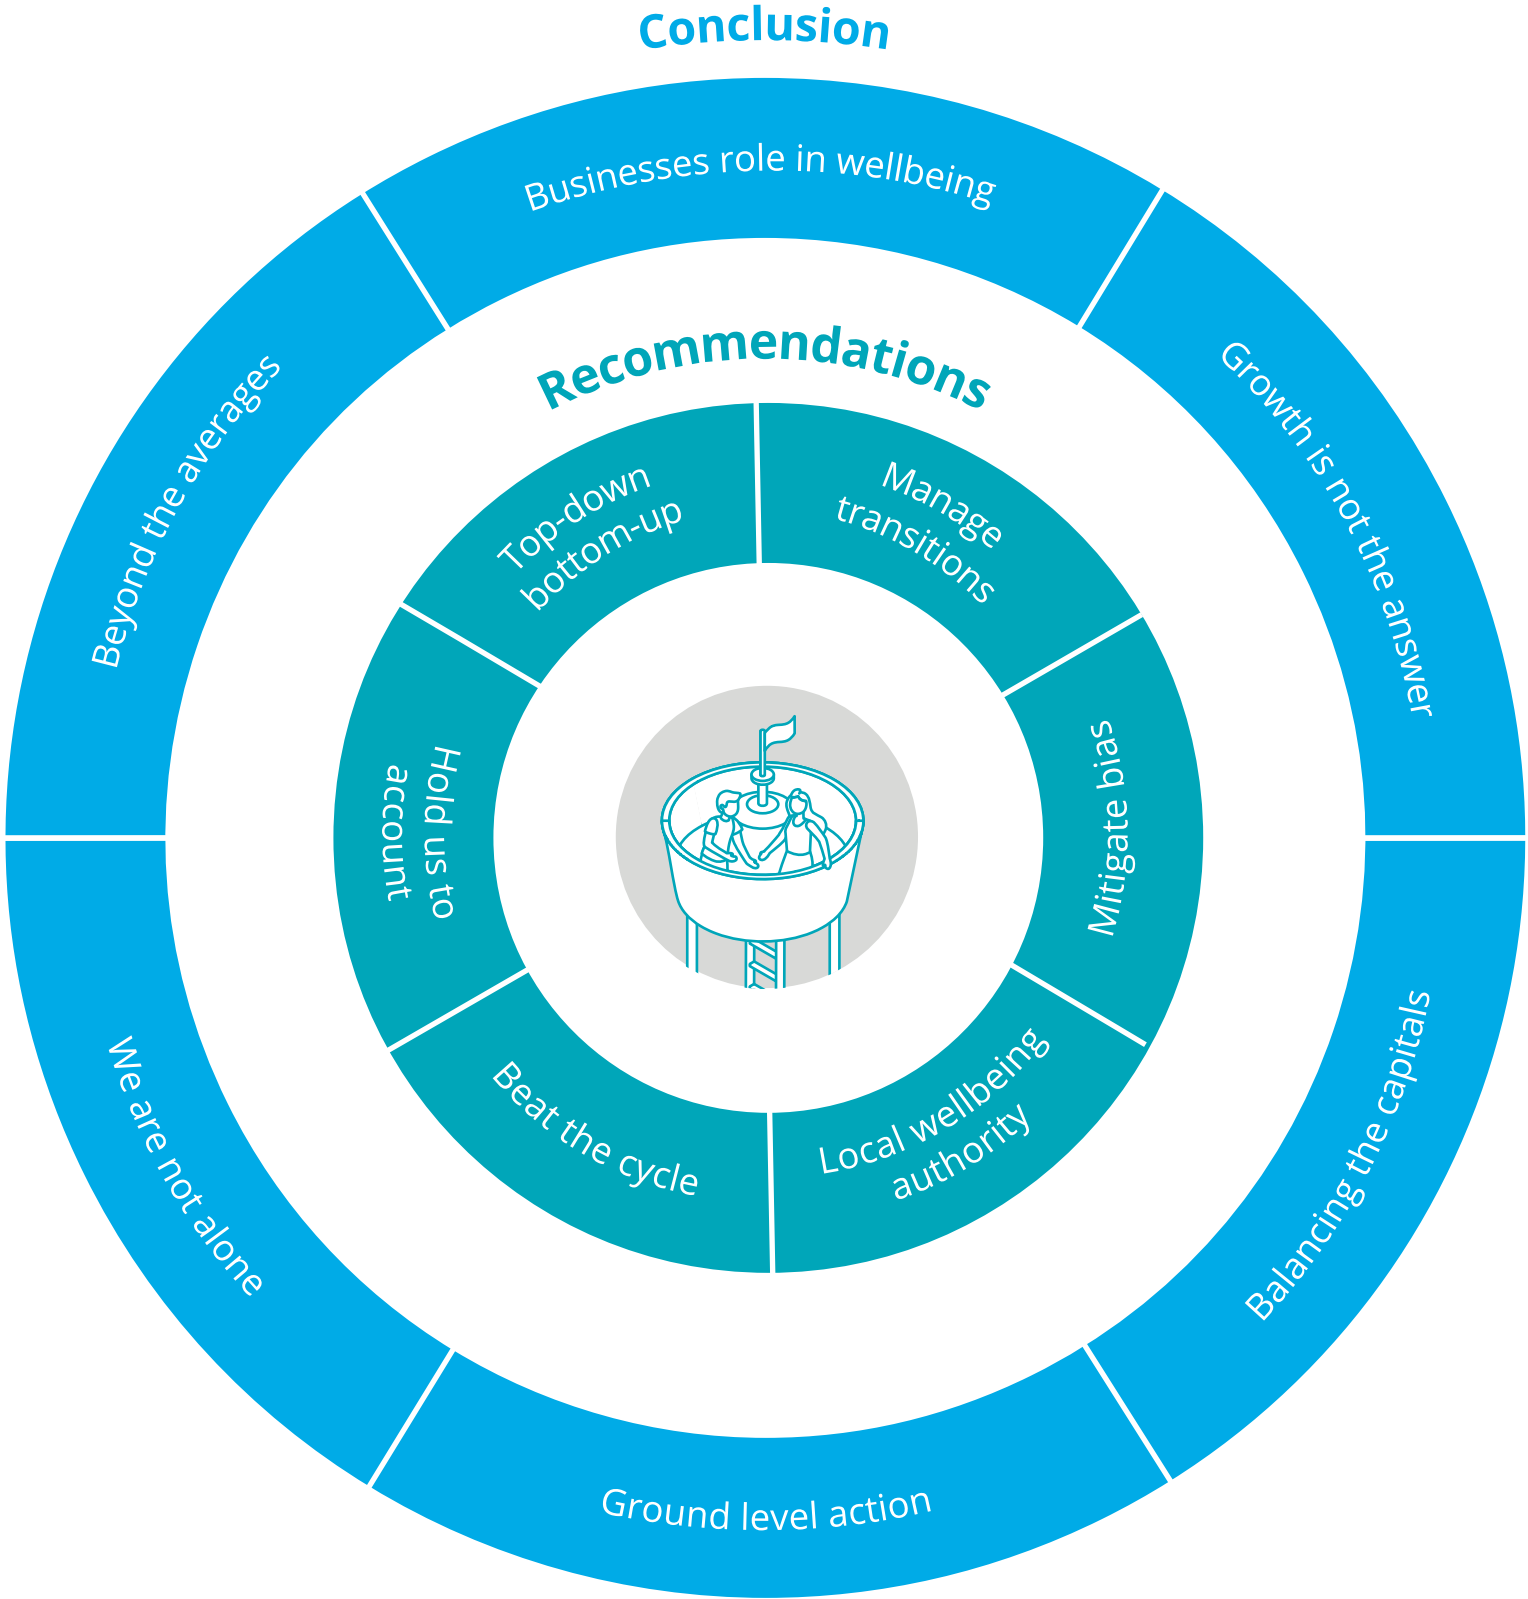 Conclusion
Businesses role in wellbeing
Growth is not the answer
Balancing the capitals
Ground level action
We are not alone
Beyond the averages
Recommendations
Manage
transitions
Mitigate bias
Local wellbeing
authority
Beat the cycle
Hold us to
account
Top-down
bottom-up